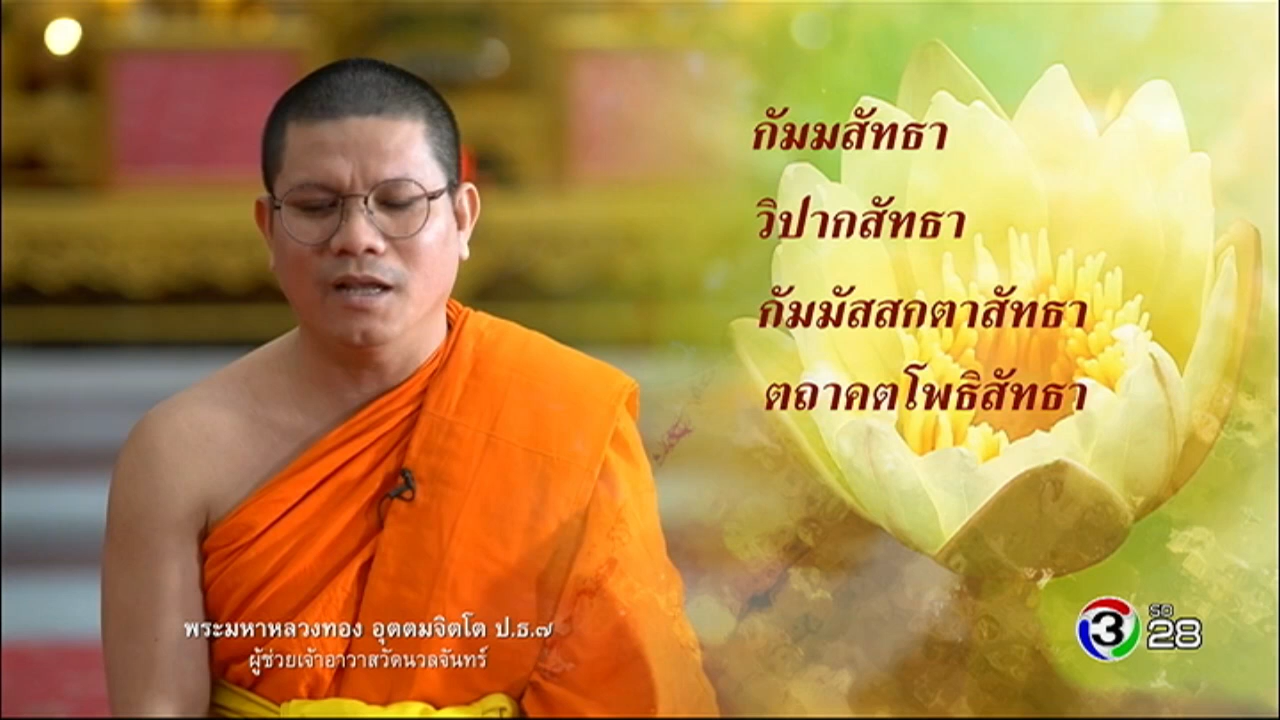 กัมมสัทธา
วิปากสัทธา
กัมมัสสกตาสัทธา
ตถาคตโพธิสัทธา
พระมหาหลวงทอง อุตตมจิตโต ป.ธ.๗
ผู้ช่วยเจ้าอาวาสวัดนวลจันทร์
3 SD
28